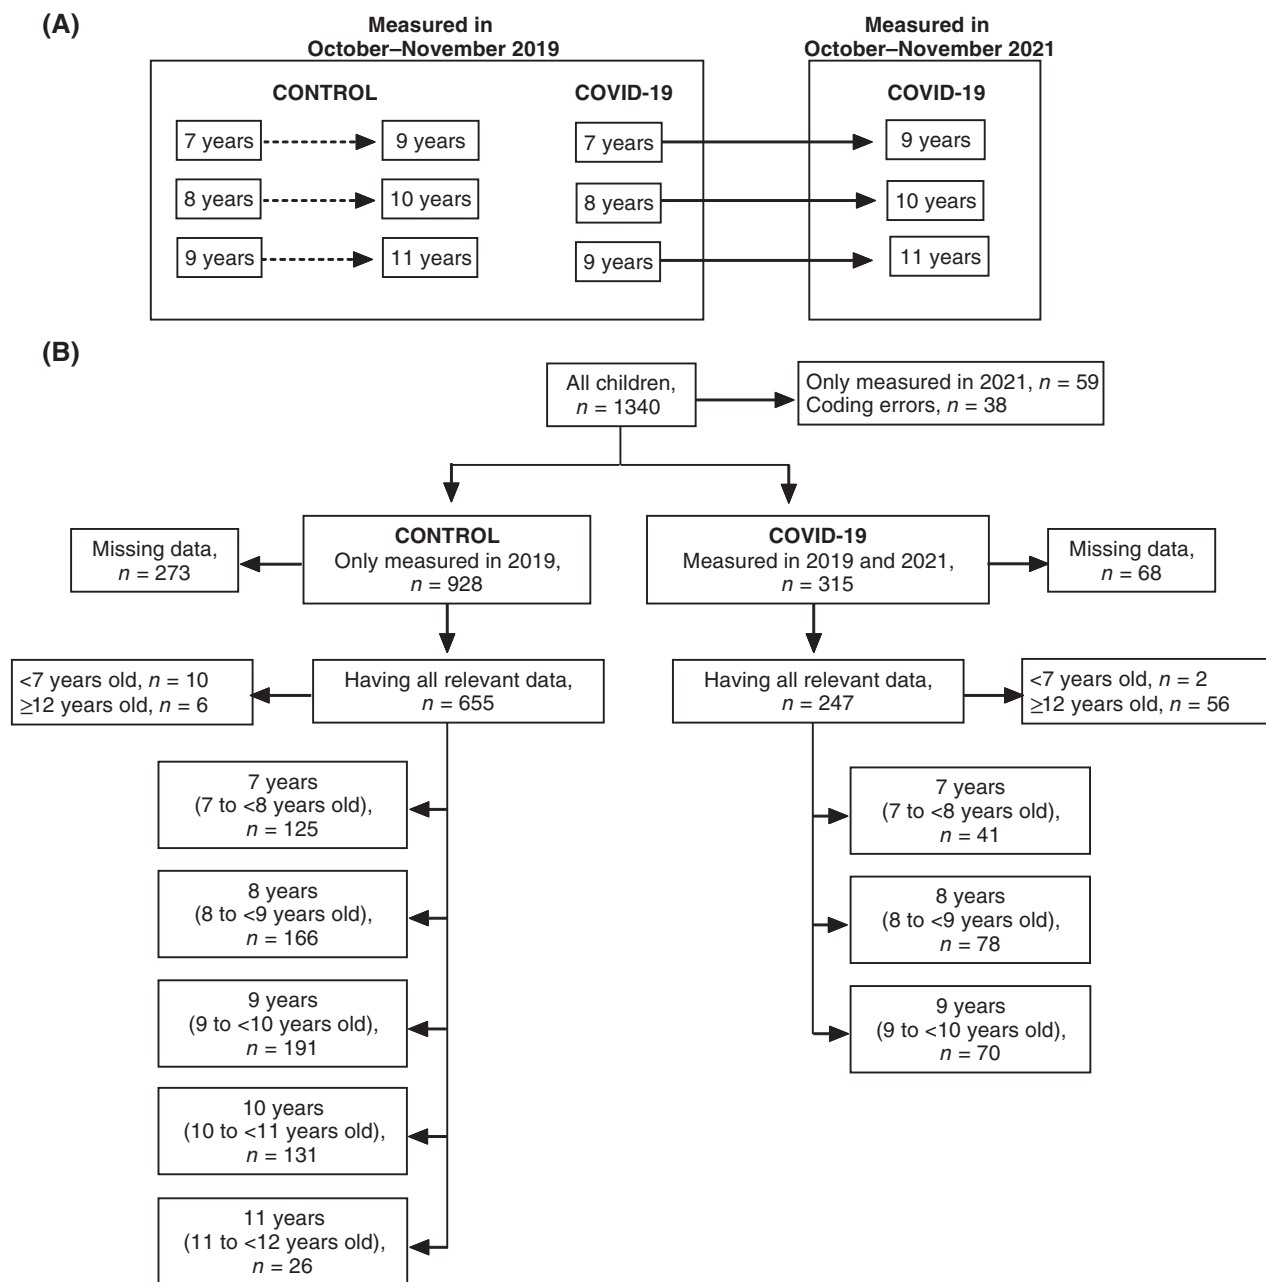 (A)
Measured in
October–November 2019
Measured in
October–November 2021
CONTROL
COVID-19
COVID-19
7 years
9 years
7 years
9 years
8 years
10 years
8 years
10 years
9 years
11 years
9 years
11 years
(B)
All children,
n = 1340
Only measured in 2021, n = 59
Coding errors, n = 38
Missing data,
n = 273
CONTROL
Only measured in 2019,
n = 928
COVID-19
Measured in 2019 and 2021,
n = 315
Missing data,
n = 68
<7 years old, n = 10
≥12 years old, n = 6
Having all relevant data,
n = 655
Having all relevant data,
n = 247
<7 years old, n = 2
≥12 years old, n = 56
7 years
(7 to <8 years old),
n = 125
7 years
(7 to <8 years old),
n = 41
8 years
(8 to <9 years old),
n = 166
8 years
(8 to <9 years old),
n = 78
9 years
(9 to <10 years old),
n = 191
9 years
(9 to <10 years old),
n = 70
10 years
(10 to <11 years old),
n = 131
11 years
(11 to <12 years old),
n = 26